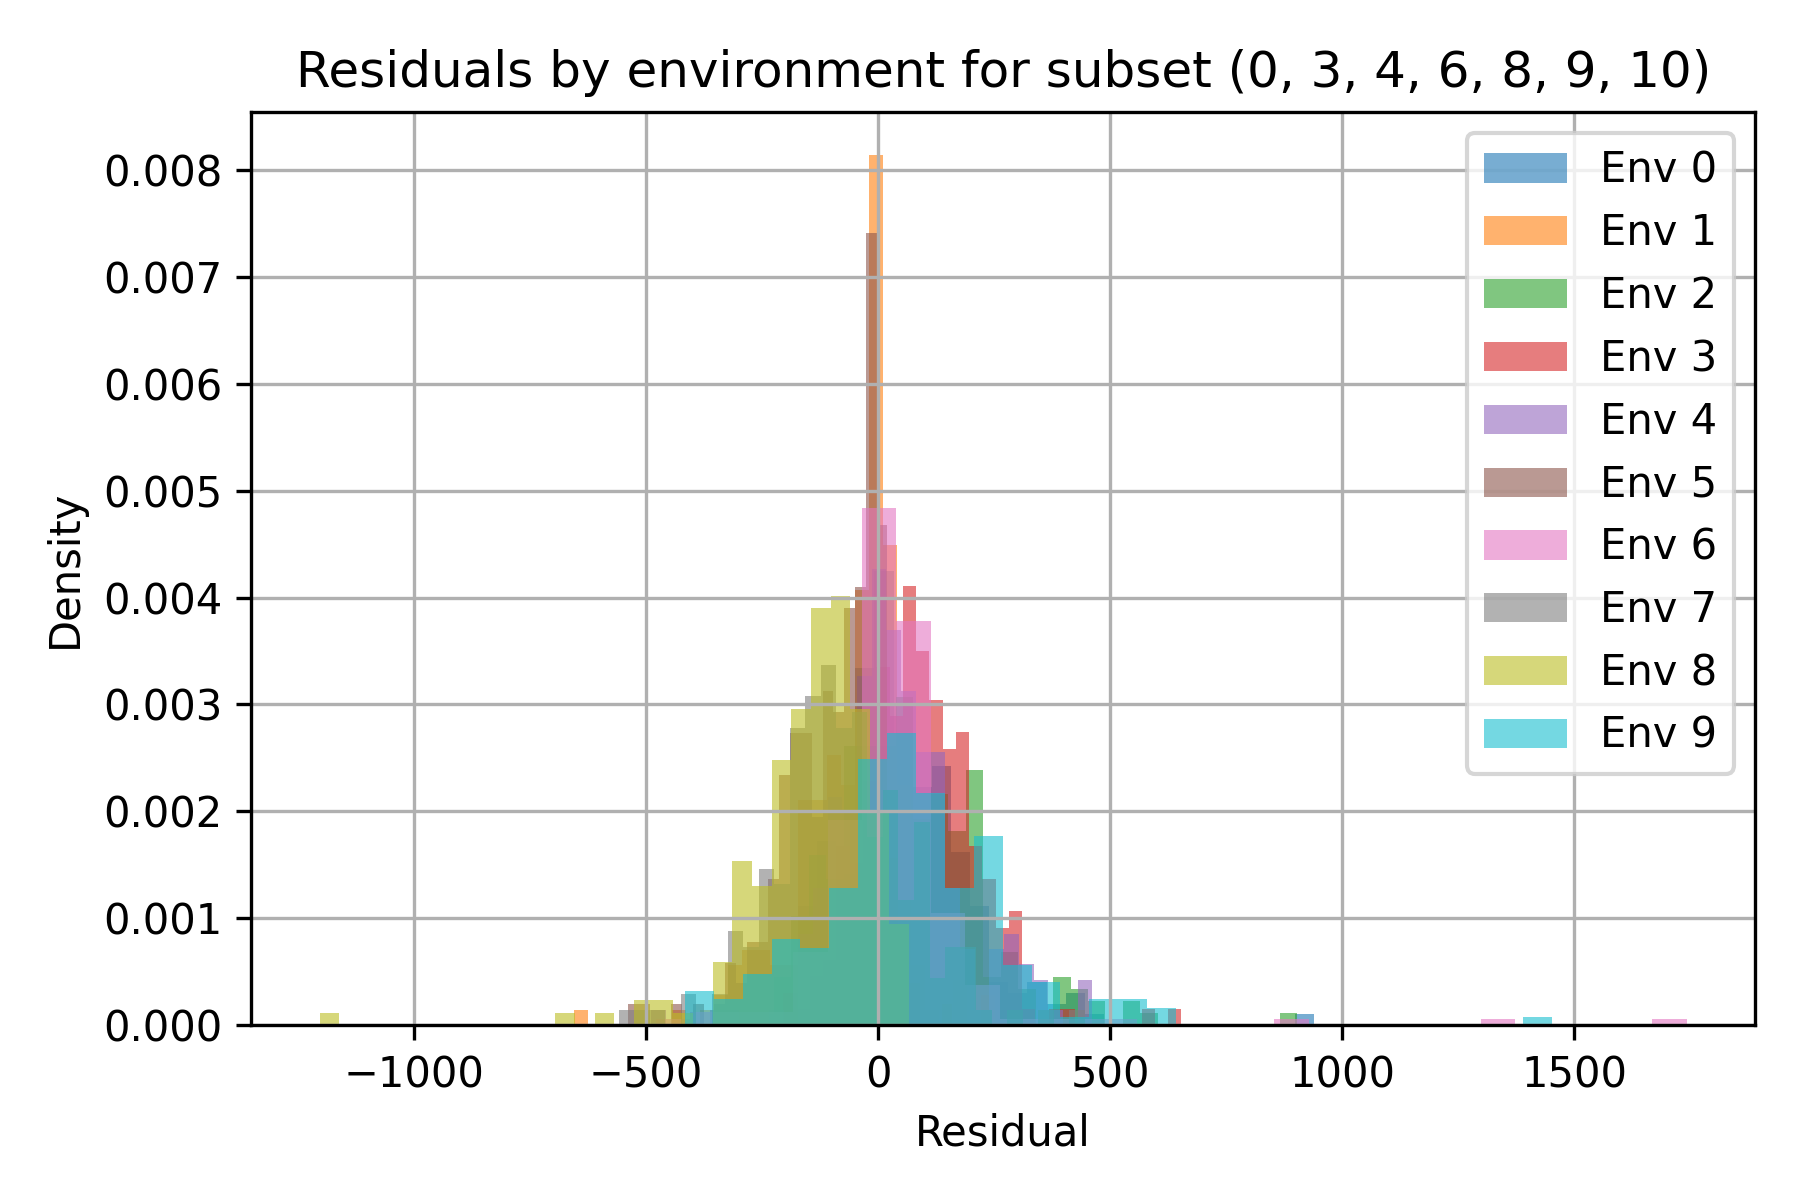 Residuals by environment for subset (0, 3, 4, 6, 8, 9, 10)
0.008
0.007
0.006
0.005
0.004
0.003
0.002
0.001
0.000
Density
−1000
−500
0
500
1000
1500
Residual
Env 0
Env 1
Env 2
Env 3
Env 4
Env 5
Env 6
Env 7
Env 8
Env 9